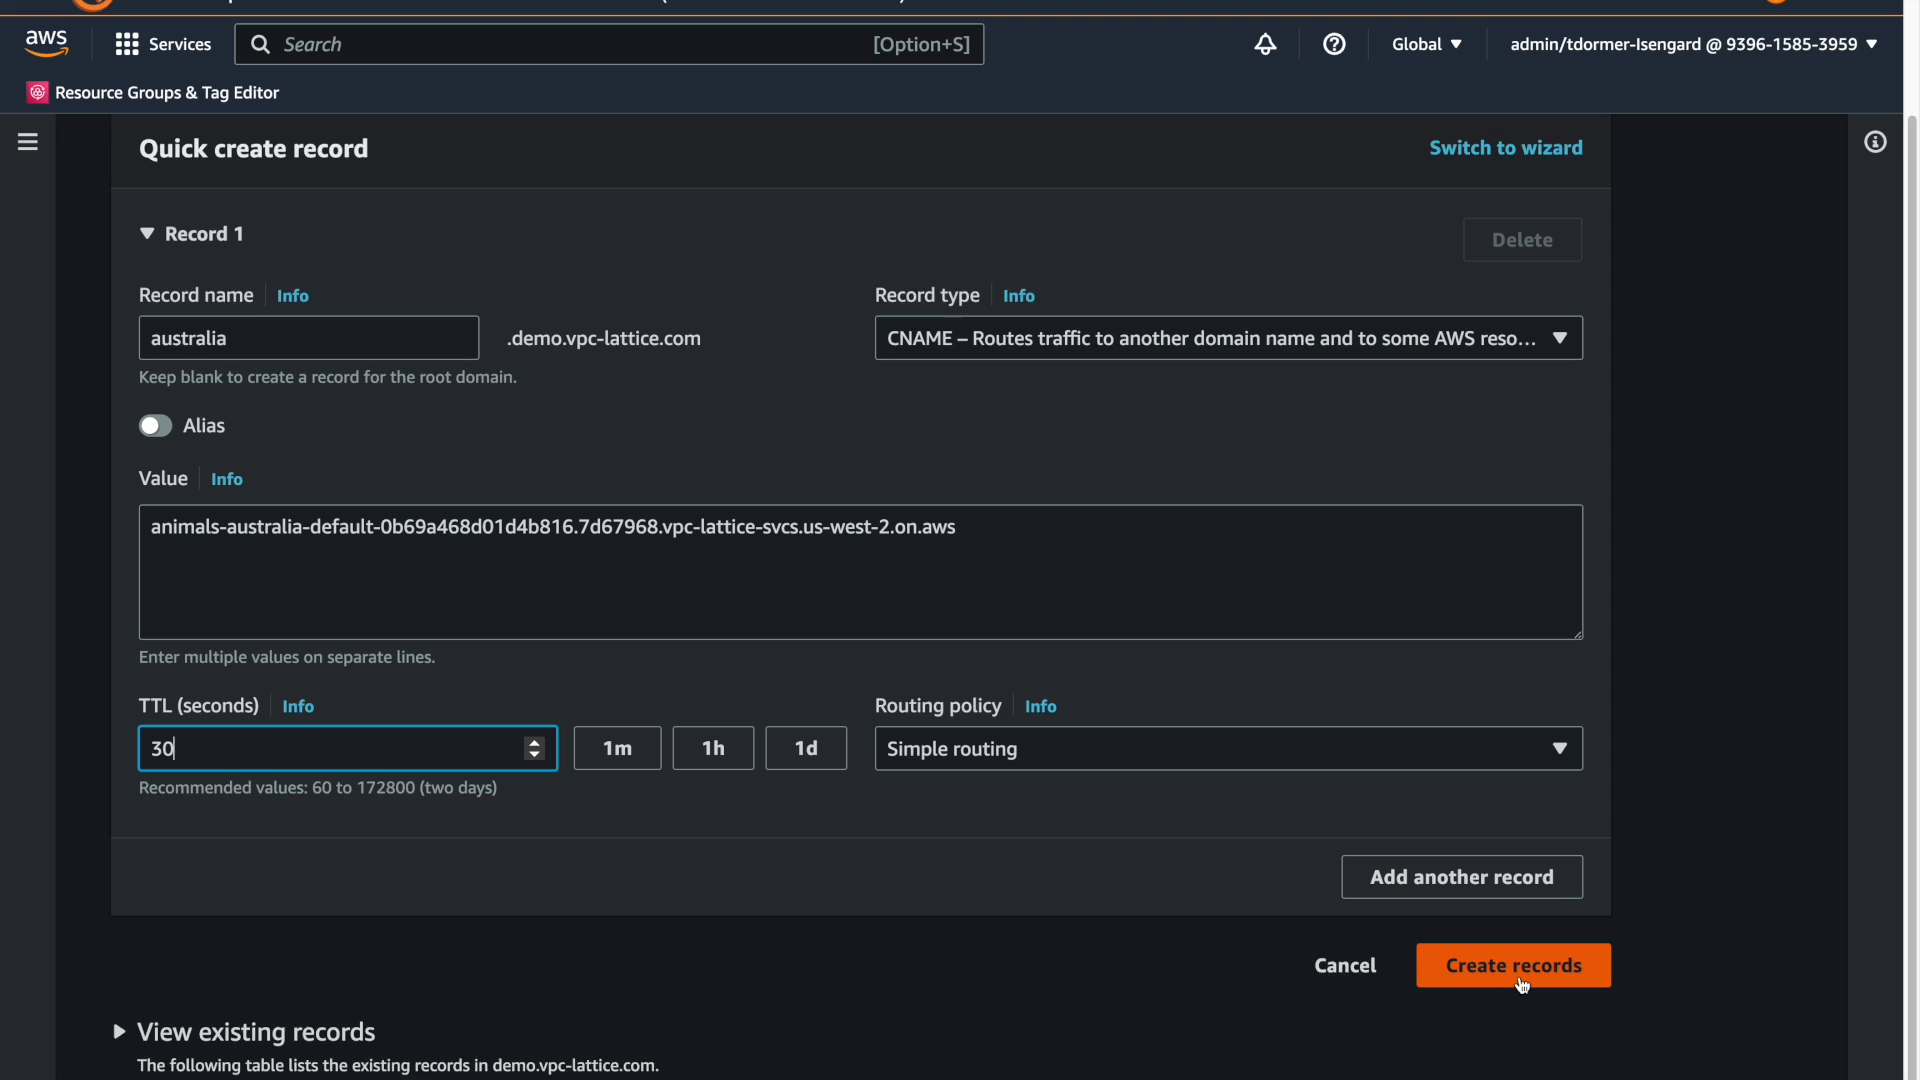 aws
Services
Search
[Option+S]
Global
admin/tdormer-Isengard @ 9396-1585-3959
Resource Groups & Tag Editor
Quick create record
Switch to wizard
Record 1
Delete
Record name
Info
Record type
Info
australia
.demo.vpc-lattice.com
CNAME – Routes traffic to another domain name and to some AWS reso...
Keep blank to create a record for the root domain.
Alias
Value
Info
animals-australia-default-0b69a468d01d4b816.7d67968.vpc-lattice-svcs.us-west-2.on.aws
Enter multiple values on separate lines.
TTL (seconds)
Info
Routing policy
Info
30
1m
1h
1d
Simple routing
Recommended values: 60 to 172800 (two days)
Add another record
Cancel
Create records
View existing records
The following table lists the existing records in demo.vpc-lattice.com.